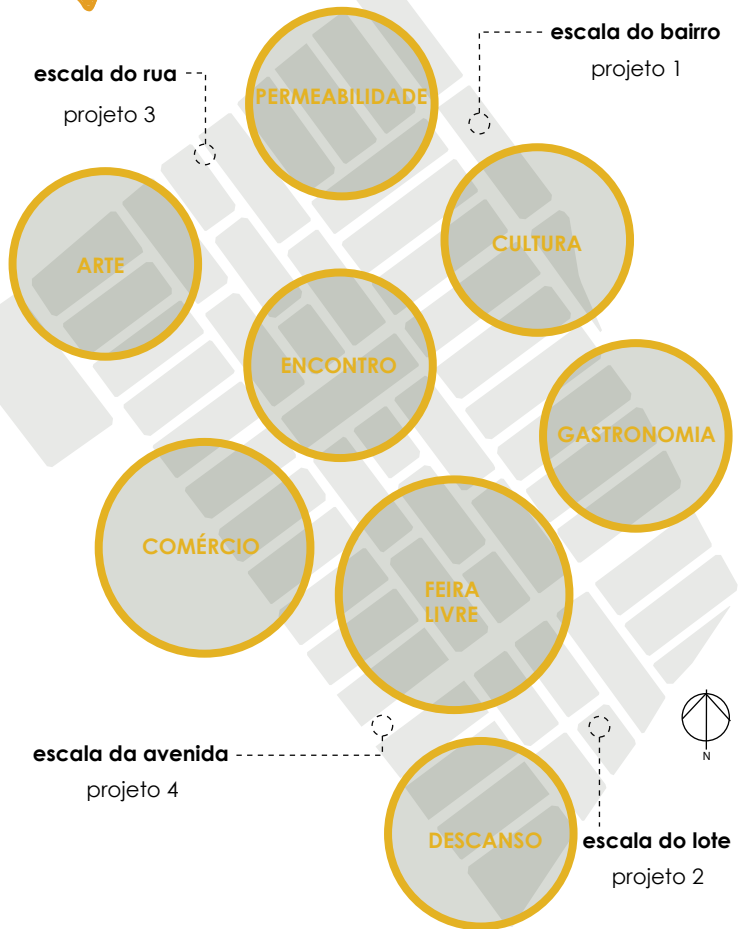 escala do bairro
projeto 1
escala do rua
projeto 3
PERMEABILIDADE
CULTURA
ARTE
ENCONTRO
GASTRONOMIA
COMÉRCIO
FEIRA
LIVRE
N
escala da avenida
projeto 4
DESCANSO
escala do lote
projeto 2